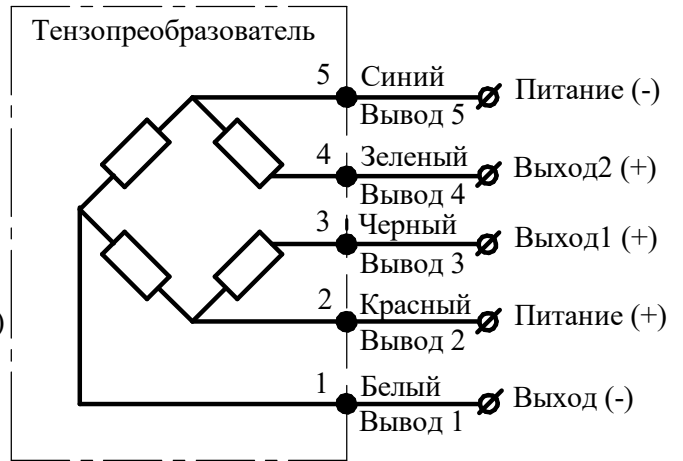 Тензопреобразователь
5 Синий
Питание (-)
Вывод 5
4 Зеленый
Выход2 (+)
Вывод 4
3 Черный
Выход1 (+)
Вывод 3
2 Красный
Питание (+)
Вывод 2
)
1 Белый
Выход (-)
Вывод 1